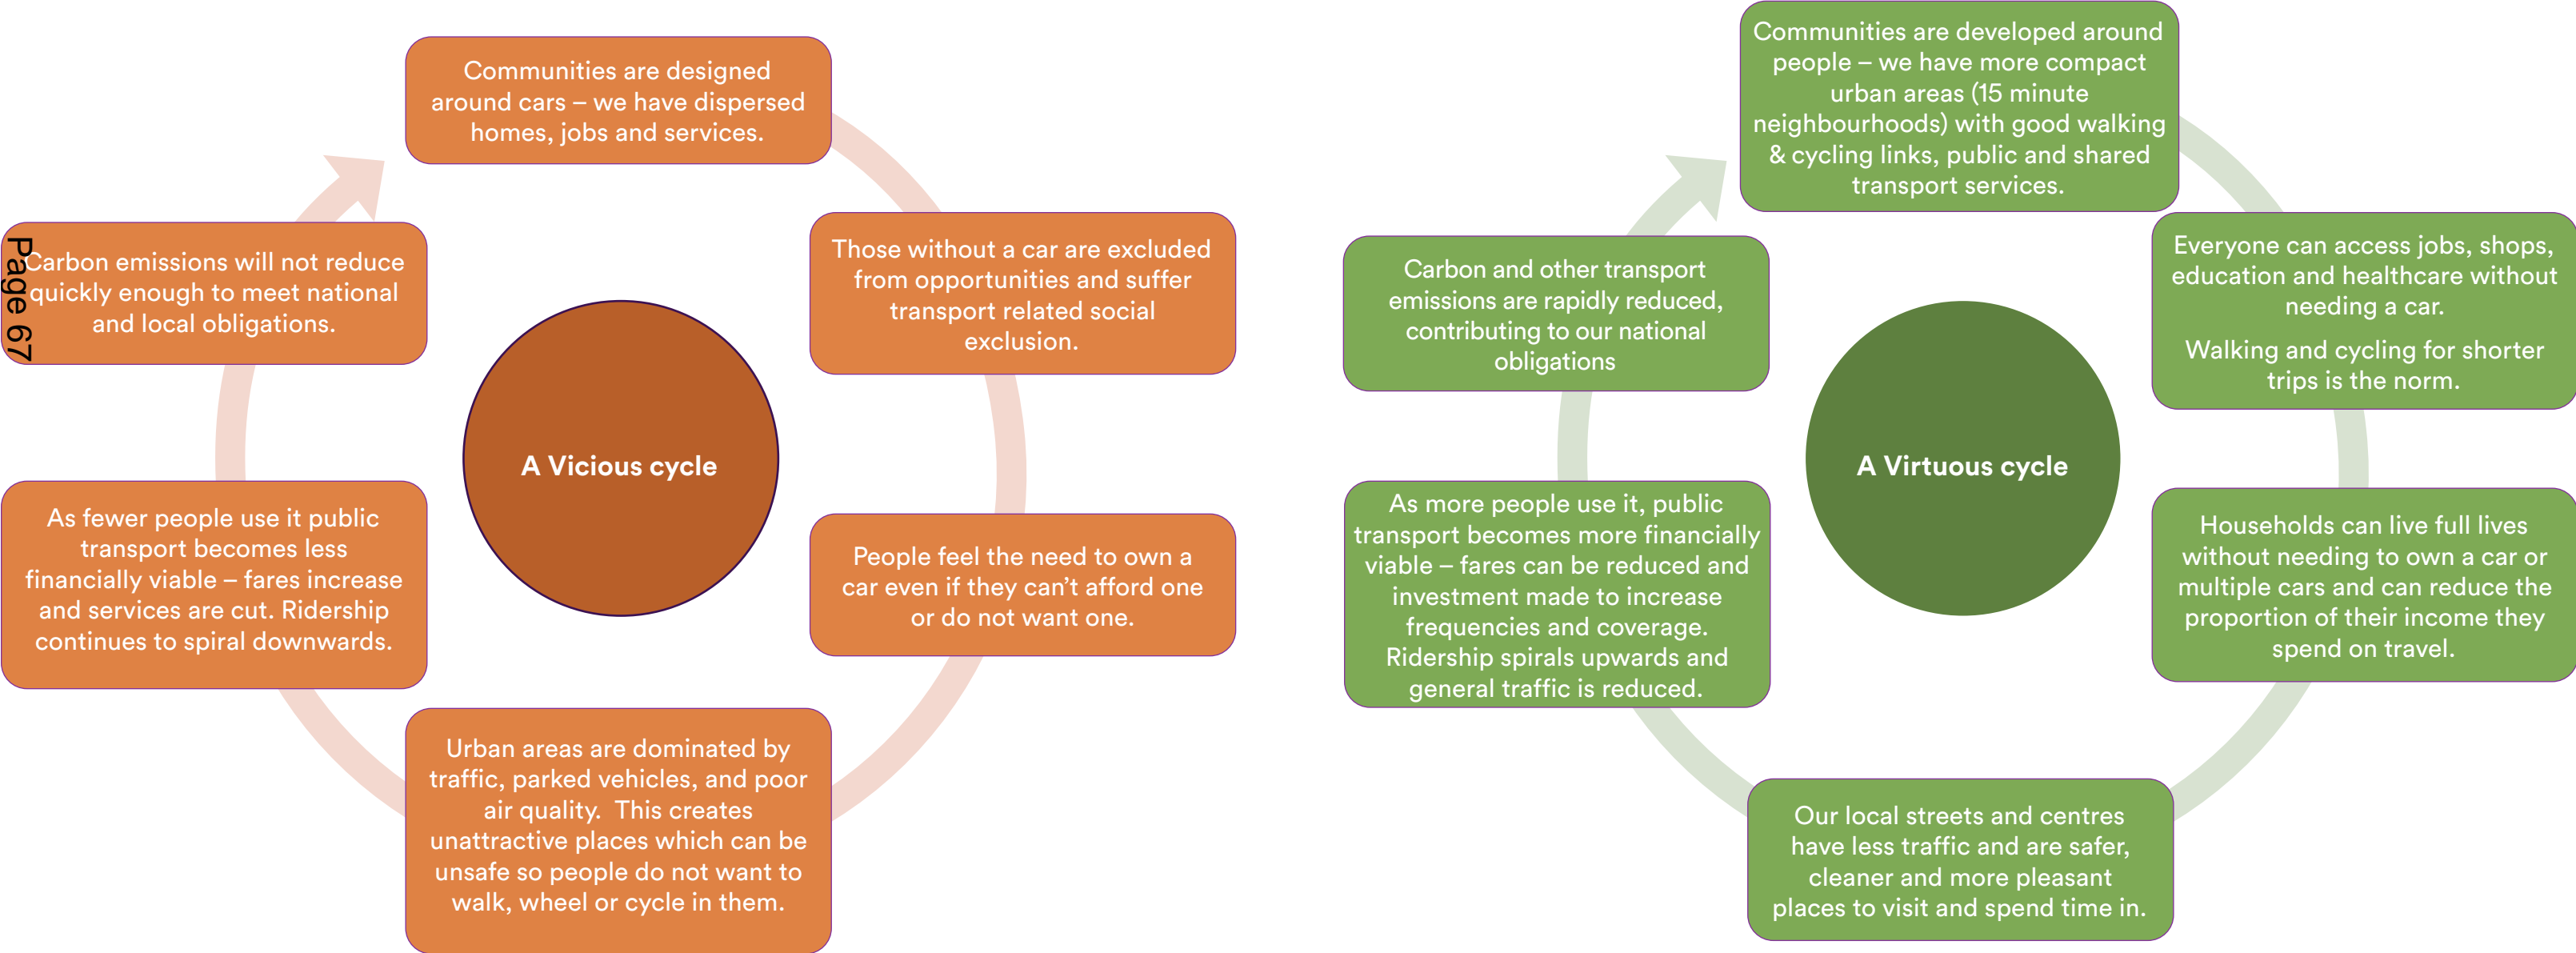 Communities are designed
around cars – we have dispersed
homes, jobs and services.
Those without a car are excluded
from opportunities and suffer
transport related social
exclusion.
People feel the need to own a
car even if they can’t afford one
or do not want one.
Urban areas are dominated by
traffic, parked vehicles, and poor
air quality.  This creates
unattractive places which can be
unsafe so people do not want to
walk, wheel or cycle in them.
As fewer people use it public
transport becomes less
financially viable – fares increase
and services are cut. Ridership
continues to spiral downwards.
Carbon emissions will not reduce
quickly enough to meet national
and local obligations.
A Vicious cycle
Page 67
Communities are developed around
people – we have more compact
urban areas (15 minute
neighbourhoods) with good walking
& cycling links, public and shared
transport services.
Everyone can access jobs, shops,
education and healthcare without
needing a car.
Walking and cycling for shorter
trips is the norm.
Households can live full lives
without needing to own a car or
multiple cars and can reduce the
proportion of their income they
spend on travel.
Our local streets and centres
have less traffic and are safer,
cleaner and more pleasant
places to visit and spend time in.
As more people use it, public
transport becomes more financially
viable – fares can be reduced and
investment made to increase
frequencies and coverage.
Ridership spirals upwards and
general traffic is reduced.
Carbon and other transport
emissions are rapidly reduced,
contributing to our national
obligations
A Virtuous cycle